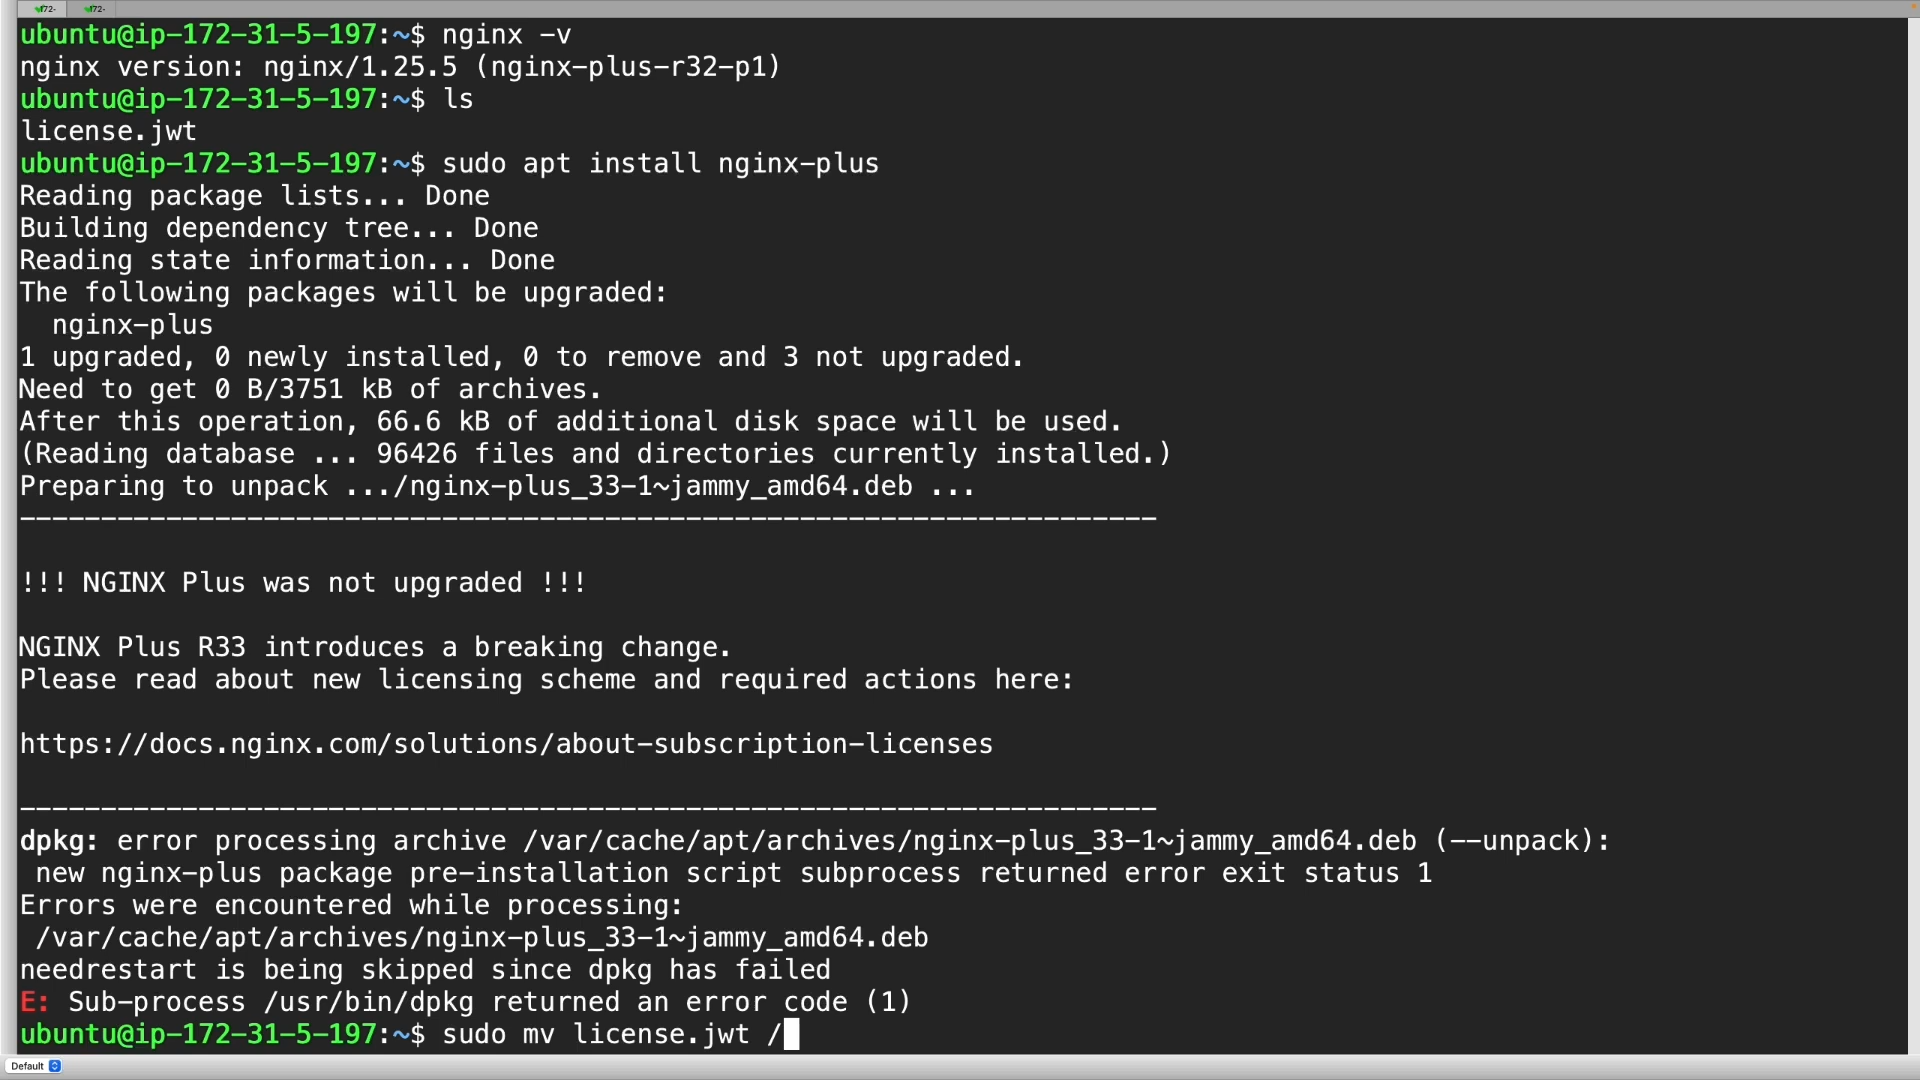 172-
172-
ubuntu@ip-172-31-5-197:~$ nginx -v
nginx version: nginx/1.25.5 (nginx-plus-r32-p1)
ubuntu@ip-172-31-5-197:~$ ls
license.jwt
ubuntu@ip-172-31-5-197:~$ sudo apt install nginx-plus
Reading package lists... Done
Building dependency tree... Done
Reading state information... Done
The following packages will be upgraded:
  nginx-plus
1 upgraded, 0 newly installed, 0 to remove and 3 not upgraded.
Need to get 0 B/3751 kB of archives.
After this operation, 66.6 kB of additional disk space will be used.
(Reading database ... 96426 files and directories currently installed.)
Preparing to unpack .../nginx-plus_33-1~jammy_amd64.deb ...
----------------------------------------------------------------------
!!! NGINX Plus was not upgraded !!!
NGINX Plus R33 introduces a breaking change.
Please read about new licensing scheme and required actions here:
https://docs.nginx.com/solutions/about-subscription-licenses
----------------------------------------------------------------------
dpkg: error processing archive /var/cache/apt/archives/nginx-plus_33-1~jammy_amd64.deb (--unpack):
 new nginx-plus package pre-installation script subprocess returned error exit status 1
Errors were encountered while processing:
 /var/cache/apt/archives/nginx-plus_33-1~jammy_amd64.deb
needrestart is being skipped since dpkg has failed
E: Sub-process /usr/bin/dpkg returned an error code (1)
ubuntu@ip-172-31-5-197:~$ sudo mv license.jwt /
Default